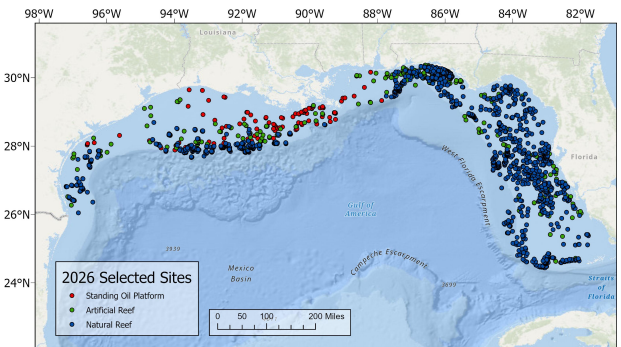 98°W 96°W 94°W 92°W 90°W 88°W 86°W 84°W 82°W
Louisiana
30°N
28°N
26°N
24°N
Florida
West Florida Escarpment
Gulf of
America
3930
Mexico
Basin
Campeche Escarpment
Straits
of
Florida
2026 Selected Sites
Standing Oil Platform
Artificial Reef
Natural Reef
0 50 100 200 Miles